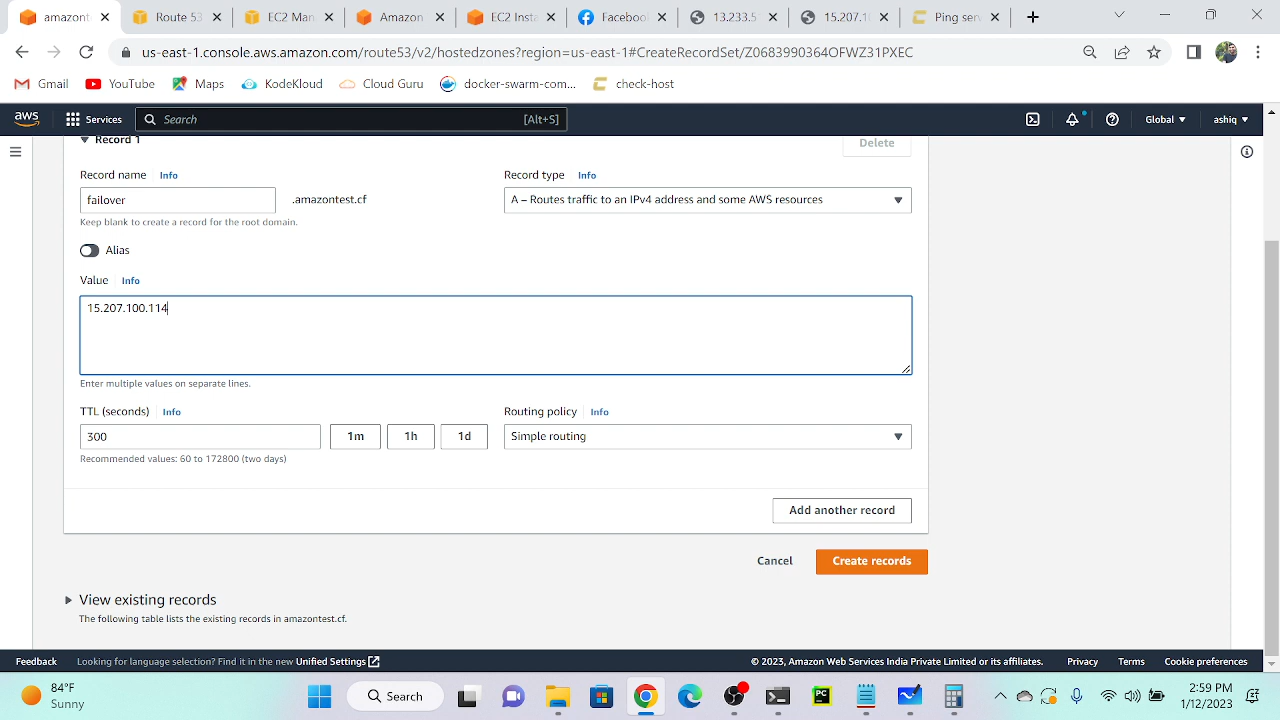 amazont
Route 53
EC2 Man
Amazon
EC2 Insta
Facebook
3.233.5
15.207.10
Ping serv
us-east-1.console.aws.amazon.com/route53/v2/hostedzones?region=us-east-1#CreateRecordSet/Z0683990364OFWZ31PXEC
Gmail
YouTube
Maps
KodeKloud
Cloud Guru
docker-swarm-com...
check-host
aws
Services
Search
[Alt+S]
Global
ashiq
Record 1
Delete
Record name Info
Record type Info
failover
.amazontest.cf
A – Routes traffic to an IPv4 address and some AWS resources
Keep blank to create a record for the root domain.
Alias
Value Info
15.207.100.114
Enter multiple values on separate lines.
TTL (seconds) Info
Routing policy Info
300
1m
1h
1d
Simple routing
Recommended values: 60 to 172800 (two days)
Add another record
Cancel
Create records
View existing records
The following table lists the existing records in amazontest.cf.
Feedback
Looking for language selection? Find it in the new Unified Settings
© 2023, Amazon Web Services India Private Limited or its affiliates.
Privacy
Terms
Cookie preferences
84°F
Sunny
Search
PC
2:59 PM
1/12/2023